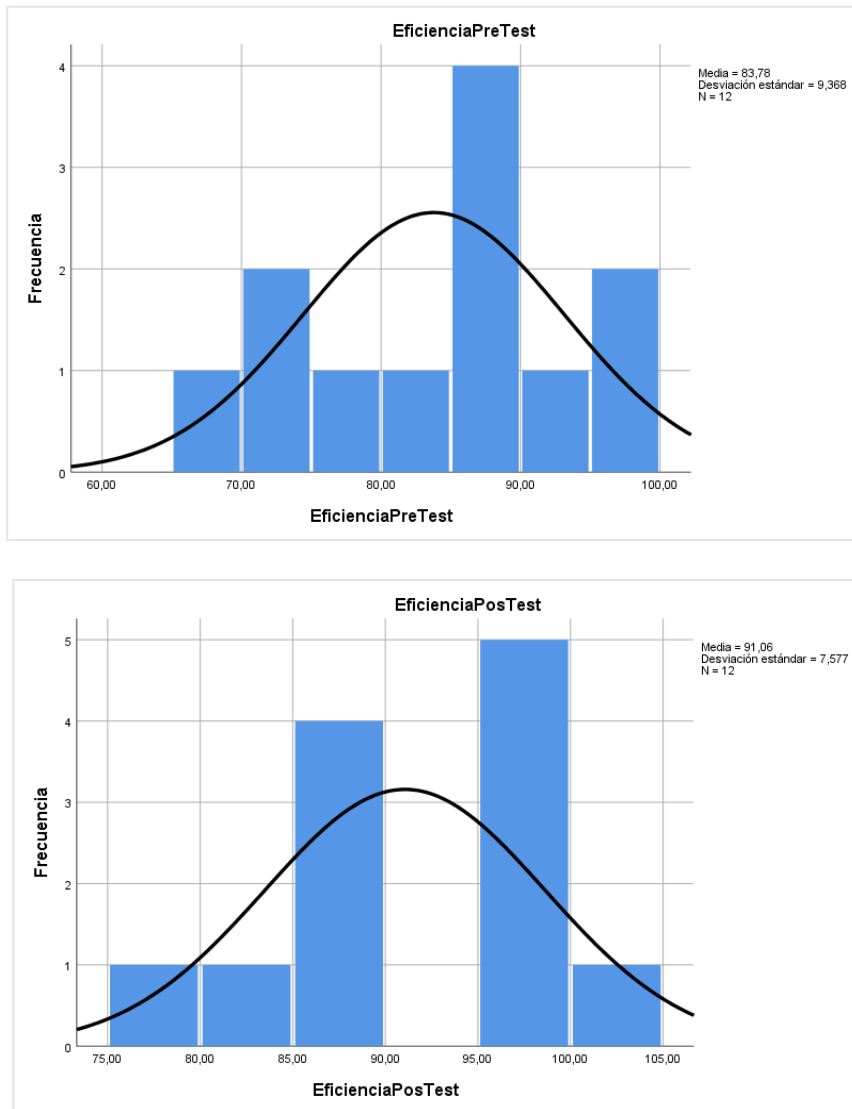 EficienciaPreTest
Media = 83,78
Desviación estándar = 9,368
N = 12
4
3
2
1
0
Frecuencia
60,00 70,00 80,00 90,00 100,00
EficienciaPreTest
EficienciaPosTest
Media = 91,06
Desviación estándar = 7,577
N = 12
5
4
3
2
1
0
Frecuencia
75,00 80,00 85,00 90,00 95,00 100,00 105,00
EficienciaPosTest